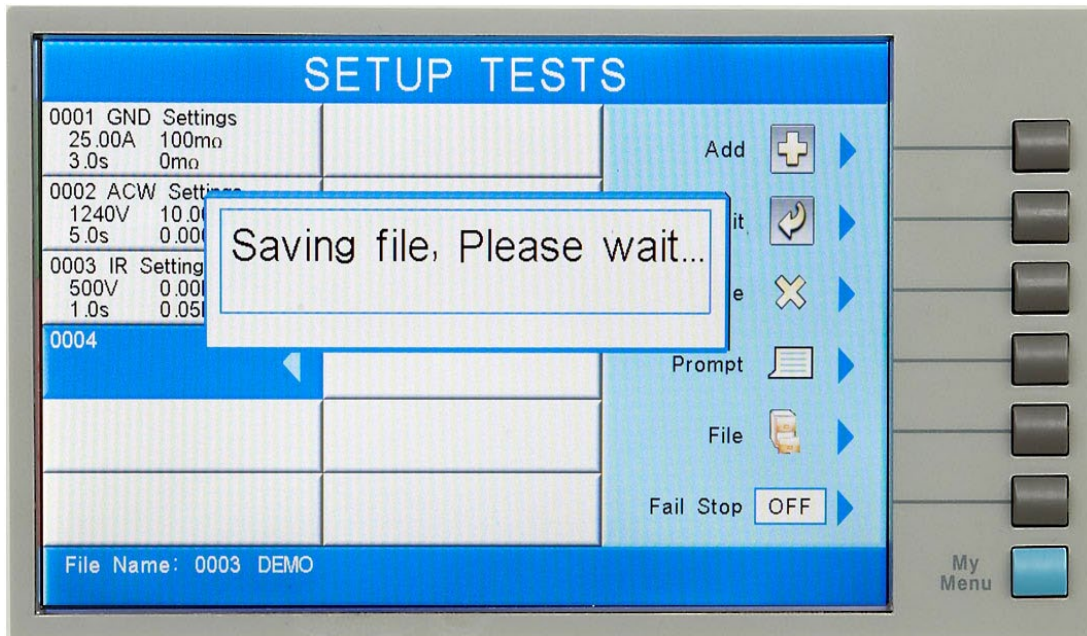 SETUP TESTS
0001 GND Settings
25.00A 100mΩ
3.0s 0mΩ
0002 ACW
1240V
5.0s
0003 IR
500V
1.0s
0004
Saving file, Please wait...
Add
Prompt
File
Fail Stop OFF
File Name: 0003 DEMO
My
Menu